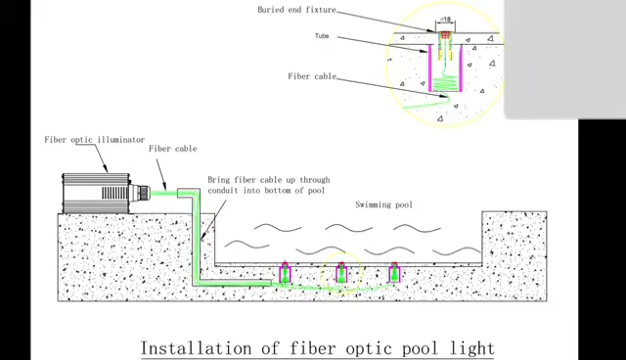 Buried end fixture
≈18
Tube
Fiber cable
Fiber optic illuminator
Fiber cable
Bring fiber cable up through
conduit into bottom of pool
Swimming pool
Installation of fiber optic pool light